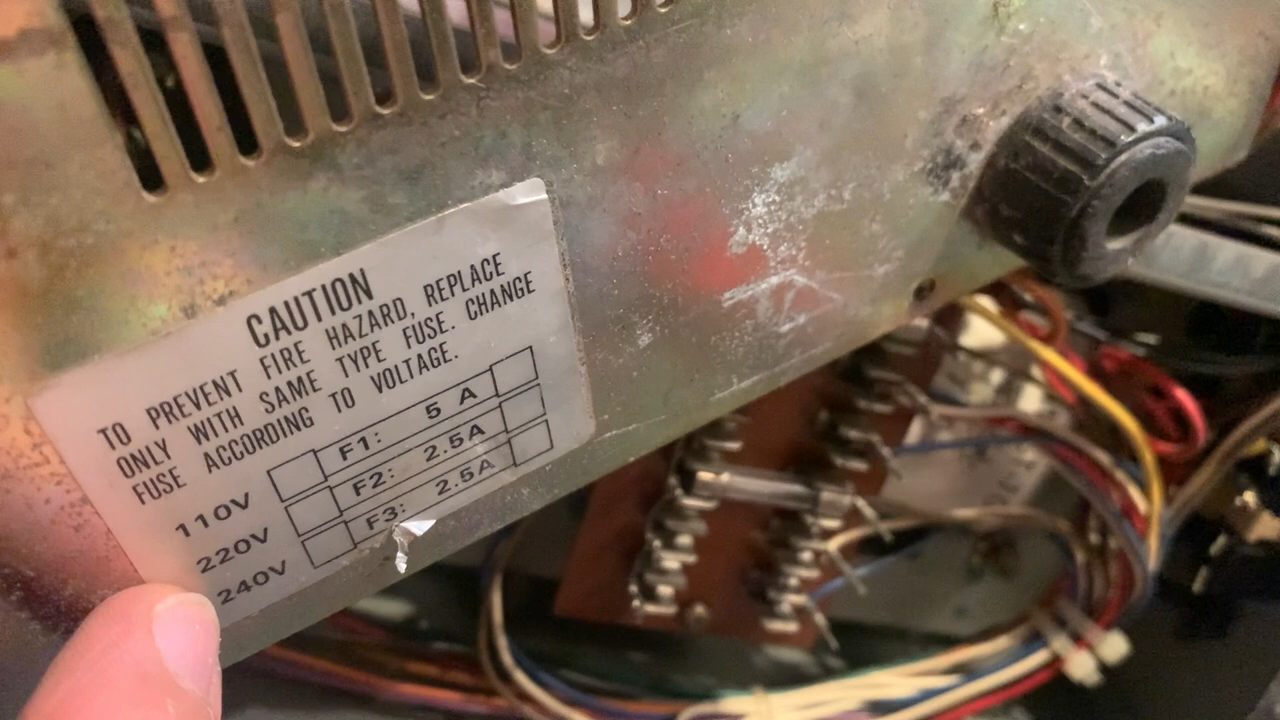 CAUTION
TO PREVENT FIRE HAZARD, REPLACE
ONLY WITH SAME TYPE FUSE. CHANGE
FUSE ACCORDING TO VOLTAGE.
110V F1: 5 A
220V F2: 2.5A
240V F3: 2.5A